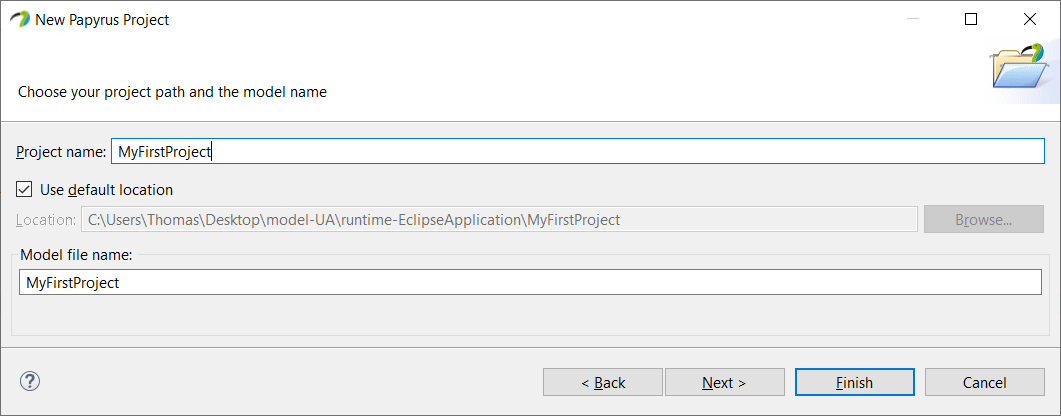 New Papyrus Project
Choose your project path and the model name
Project name: MyFirstProject
Use default location
Location: C:\Users\Thomas\Desktop\model-UA\runtime-EclipseApplication\MyFirstProject Browse...
Model file name:
MyFirstProject
? < Back Next > Finish Cancel